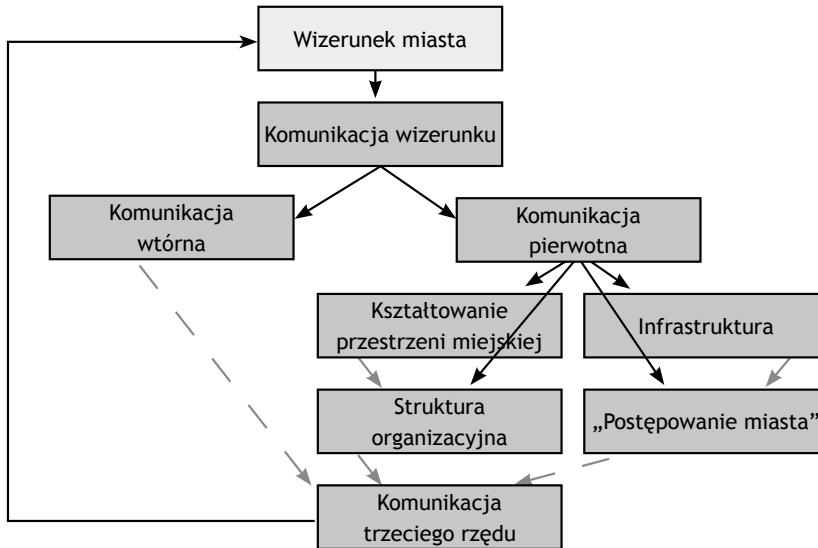 Wizerunek miasta
Komunikacja wizerunku
Komunikacja
wtórna
Komunikacja
pierwotna
Kształtowanie
przestrzeni miejskiej
Infrastruktura
Struktura
organizacyjna
„Postępowanie miasta”
Komunikacja
trzeciego rzędu